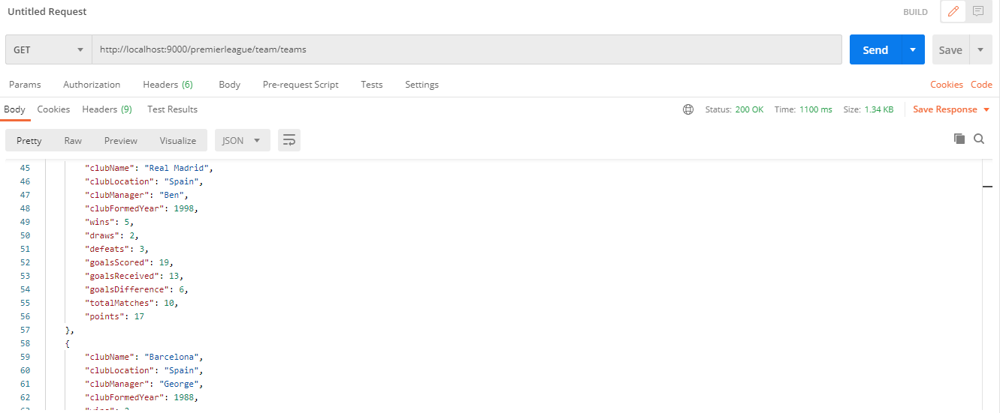 Untitled Request
BUILD
GET
http://localhost:9000/premierleague/team/teams
Send
Save
Params Authorization Headers (6) Body Pre-request Script Tests Settings
Cookies Code
Body Cookies Headers (9) Test Results
Status: 200 OK Time: 1100 ms Size: 1.34 KB Save Response
Pretty Raw Preview Visualize JSON
45 "clubName": "Real Madrid",
46 "clubLocation": "Spain",
47 "clubManager": "Ben",
48 "clubFormedYear": 1998,
49 "wins": 5,
50 "draws": 2,
51 "defeats": 3,
52 "goalsScored": 19,
53 "goalsReceived": 13,
54 "goalsDifference": 6,
55 "totalMatches": 10,
56 "points": 17
57 },
58 {
59 "clubName": "Barcelona",
60 "clubLocation": "Spain",
61 "clubManager": "George",
62 "clubFormedYear": 1988,